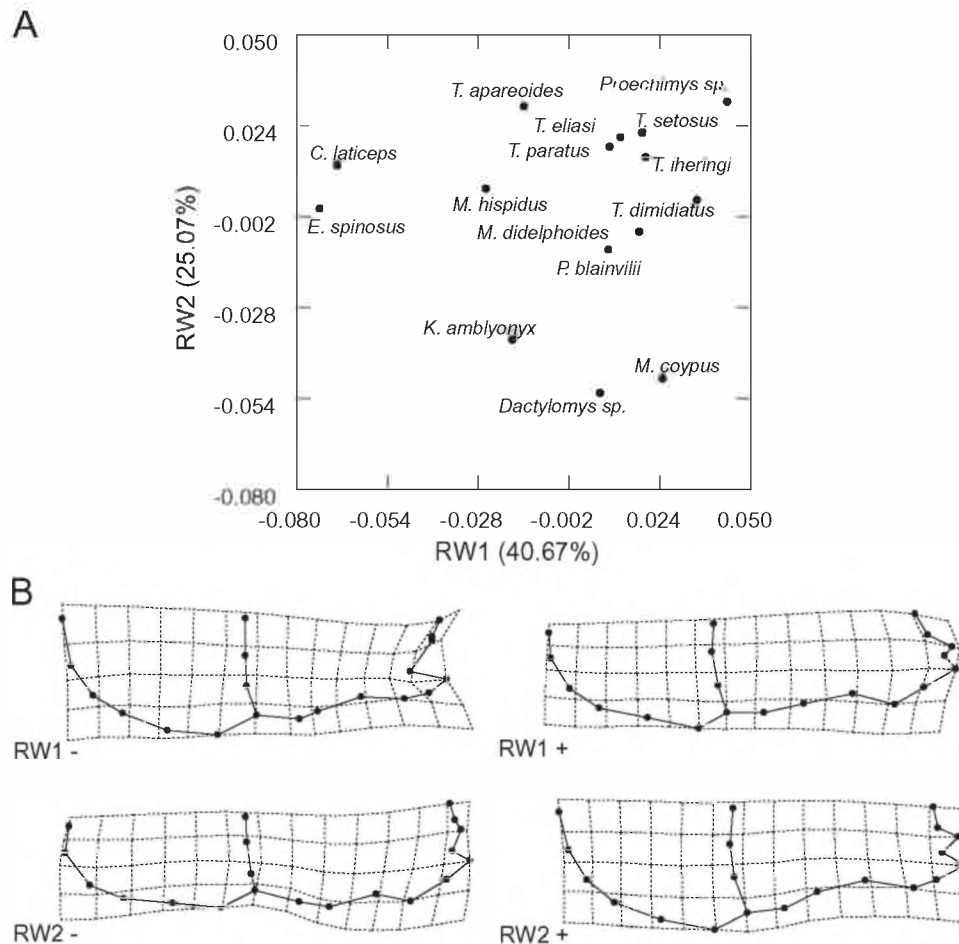 A
0.050
0.024
-0.002
-0.028
-0.054
-0.080
RW2 (25.07%)
T. apareoides
Proechimys sp.
T. eliasi
T. setosus
T. paratus
T. iheringi
C. laticeps
M. hispidus
T. dimidiatus
E. spinosus
M. didelphoides
P. blainvilii
K. amblyonyx
M. coypus
Dactylomys sp.
-0.080 -0.054 -0.028 -0.002 0.024 0.050
RW1 (40.67%)
B
RW1 -
RW1 +
RW2 -
RW2 +